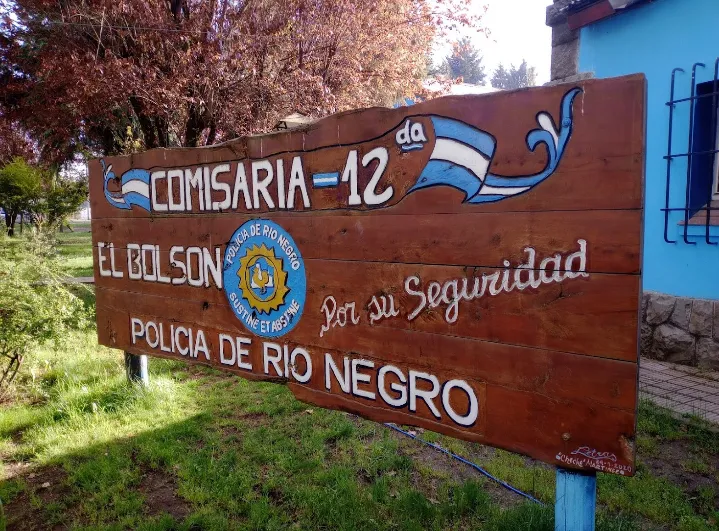 COMISARIA - 12 da
EL BOLSON
POLICIA DE RIO NEGRO
SUSTINE ET ABSTINE
Por su Seguridad
POLICIA DE RIO NEGRO